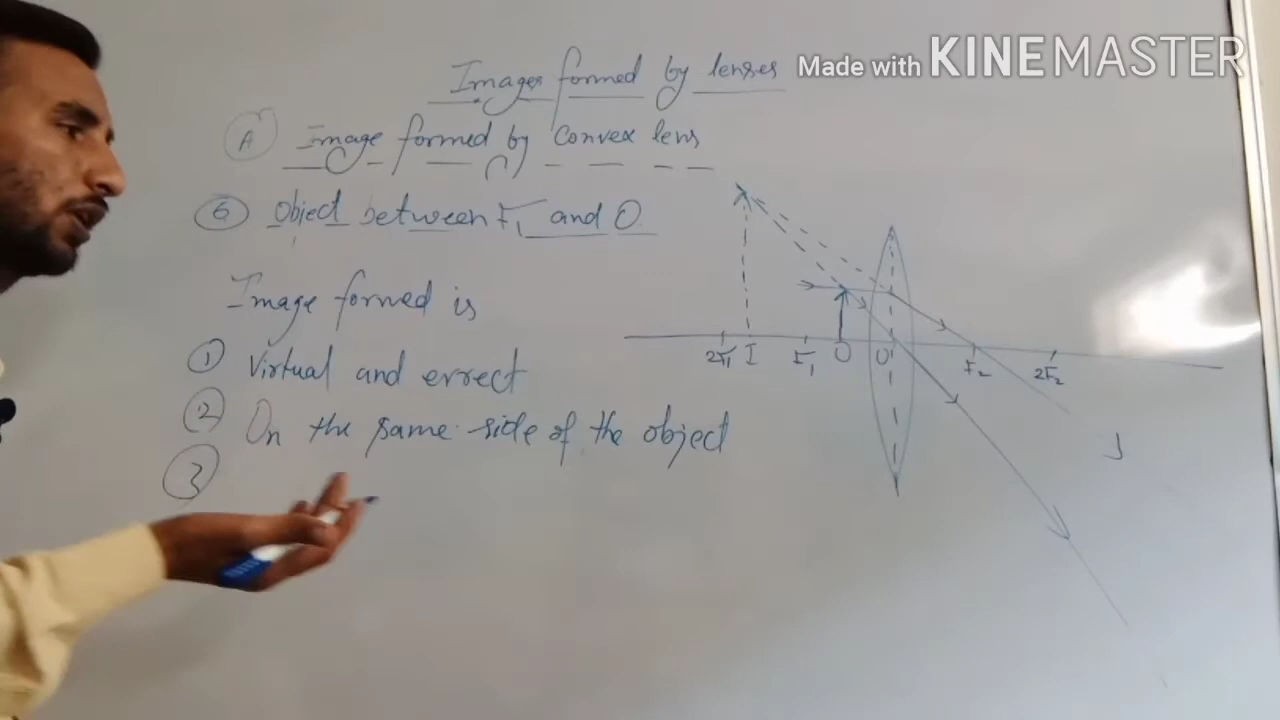 Images formed by lenses
Made with KINEMASTER
A Image formed by Convex lens
6 Object between F1 and O
Image formed is
1 Virtual and errect
2 On the same side of the object
3
2F1 I F1 O O' F2 2F2